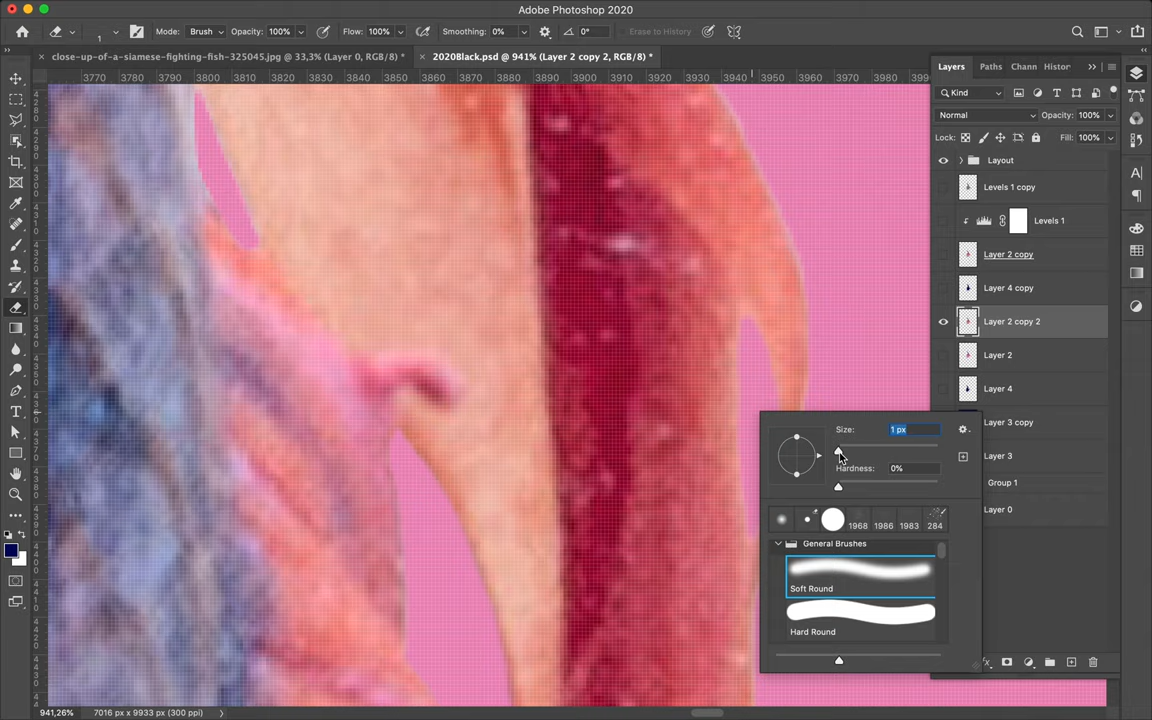 Adobe Photoshop 2020
1 Mode: Brush Opacity: 100% Flow: 100% Smoothing: 0% 0° Erase to History
close-up-of-a-siamese-fighting-fish-325045.jpg @ 33,3% (Layer 0, RGB/8) *
2020Black.psd @ 941% (Layer 2 copy 2, RGB/8) *
3770 3780 3790 3800 3810 3820 3830 3840 3850 3860 3870 3880 3890 3900 3910 3920 3930 3940 3950 3960 3970 3980 399
Layers Paths Chann Histor
Kind
Normal Opacity: 100%
Lock: Fill: 100%
Layout
Levels 1 copy
Levels 1
Layer 2 copy
Layer 4 copy
Layer 2 copy 2
Layer 2
Layer 4
Layer 3 copy
Layer 3
Group 1
Layer 0
Size: 1 px
Hardness: 0%
1968 1986 1983 284
General Brushes
Soft Round
Hard Round
941,26% 7016 px x 9933 px (300 ppi)